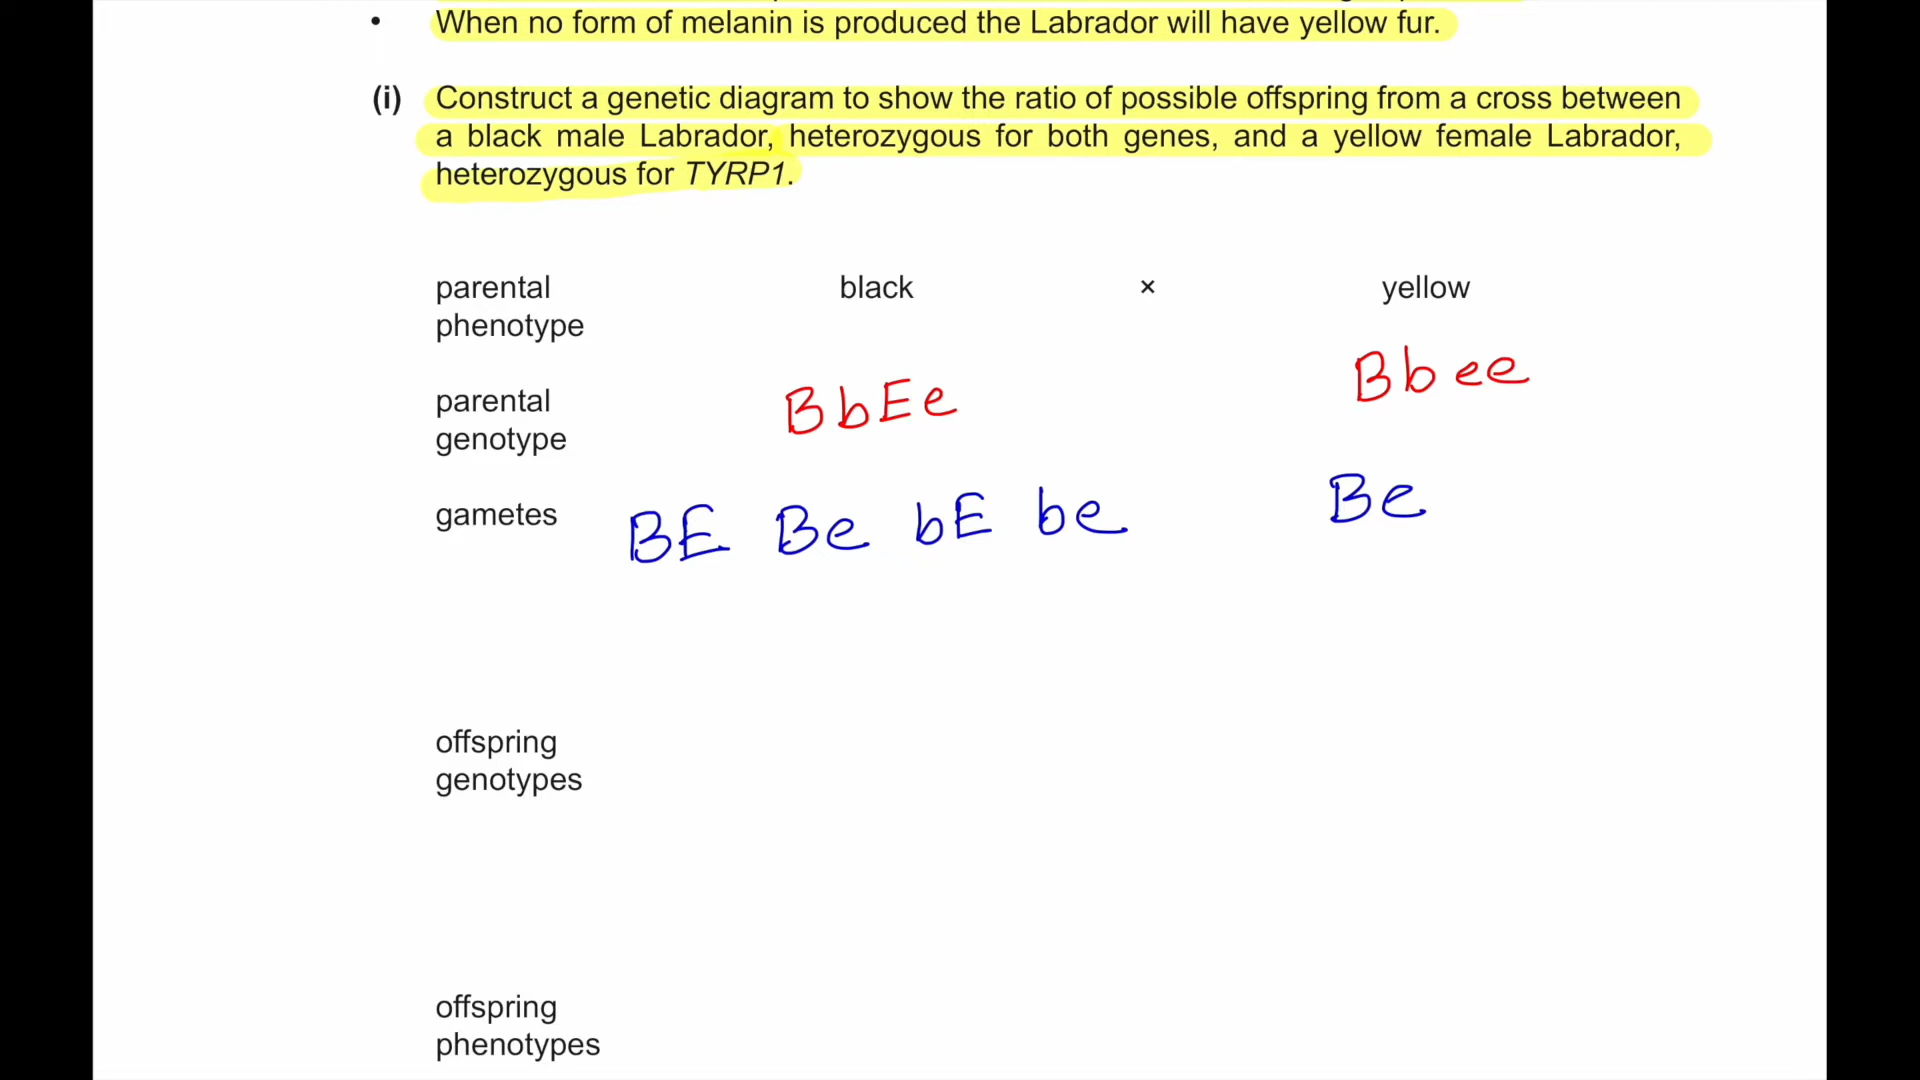 • When no form of melanin is produced the Labrador will have yellow fur.
(i) Construct a genetic diagram to show the ratio of possible offspring from a cross between
a black male Labrador, heterozygous for both genes, and a yellow female Labrador,
heterozygous for TYRP1.
parental black × yellow
phenotype
parental BbEe Bbee
genotype
gametes BE Be bE be Be
offspring
genotypes
offspring
phenotypes